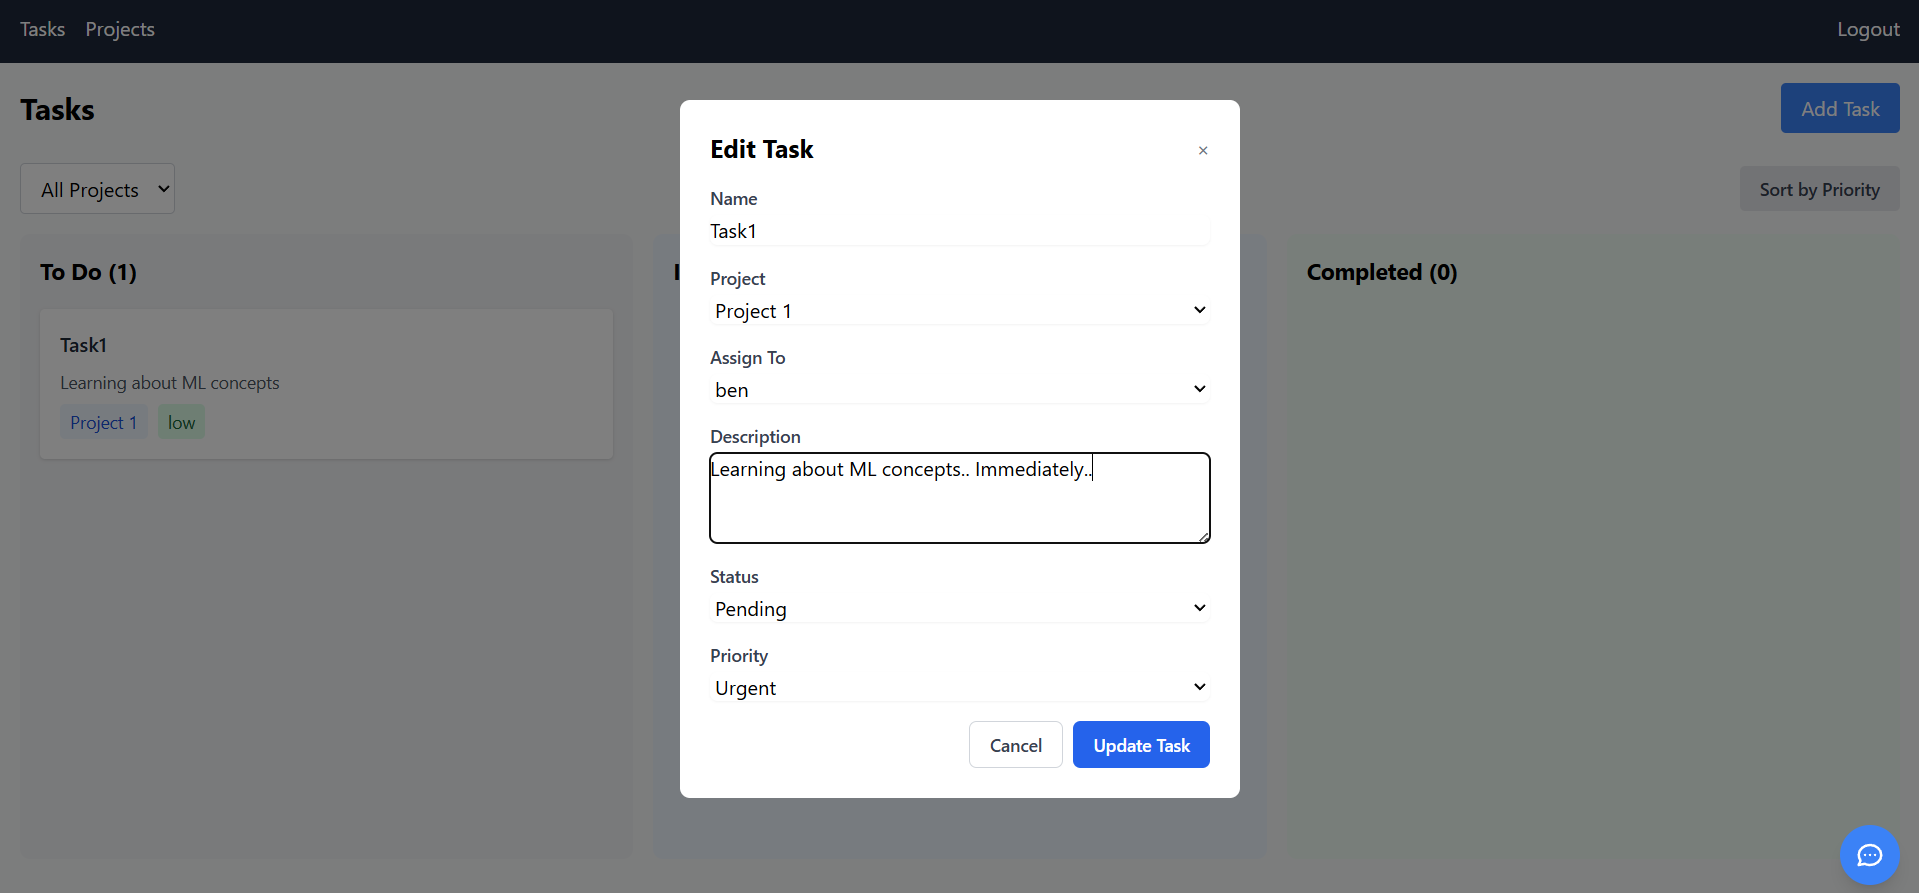 Tasks Projects Logout
Tasks
Add Task
All Projects
Sort by Priority
To Do (1)
Completed (0)
Task1
Learning about ML concepts
Project 1 low
Edit Task ×
Name
Task1
Project
Project 1
Assign To
ben
Description
Learning about ML concepts.. Immediately..
Status
Pending
Priority
Urgent
Cancel Update Task